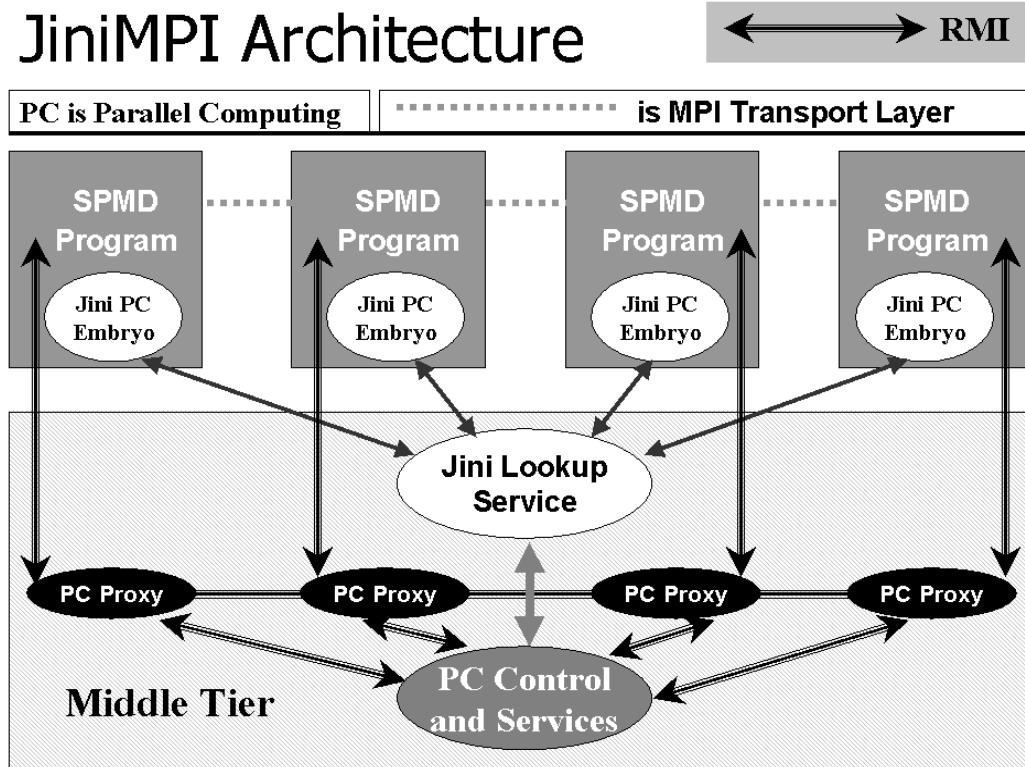 JiniMPI Architecture
RMI
PC is Parallel Computing
is MPI Transport Layer
SPMD
Program
Jini PC
Embryo
SPMD
Program
Jini PC
Embryo
SPMD
Program
Jini PC
Embryo
SPMD
Program
Jini PC
Embryo
Jini Lookup
Service
PC Proxy
PC Proxy
PC Proxy
PC Proxy
PC Control
and Services
Middle Tier